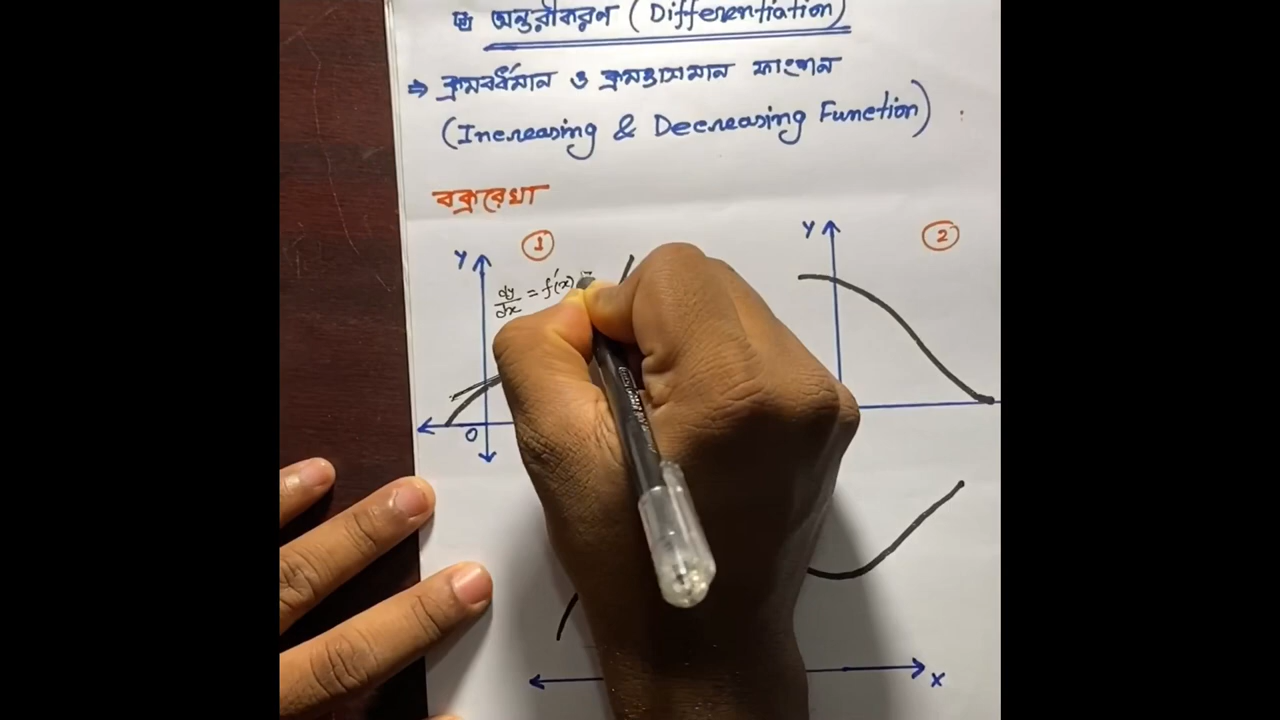 অন্তরীকরণ (Differentiation)
⇒ ক্রমবর্ধমান ও ক্রমহ্রাসমান ফাংশন
(Increasing & Decreasing Function)
বক্ররেখা
1
2
Y
Y
dy/dx = f'(x)
O
X